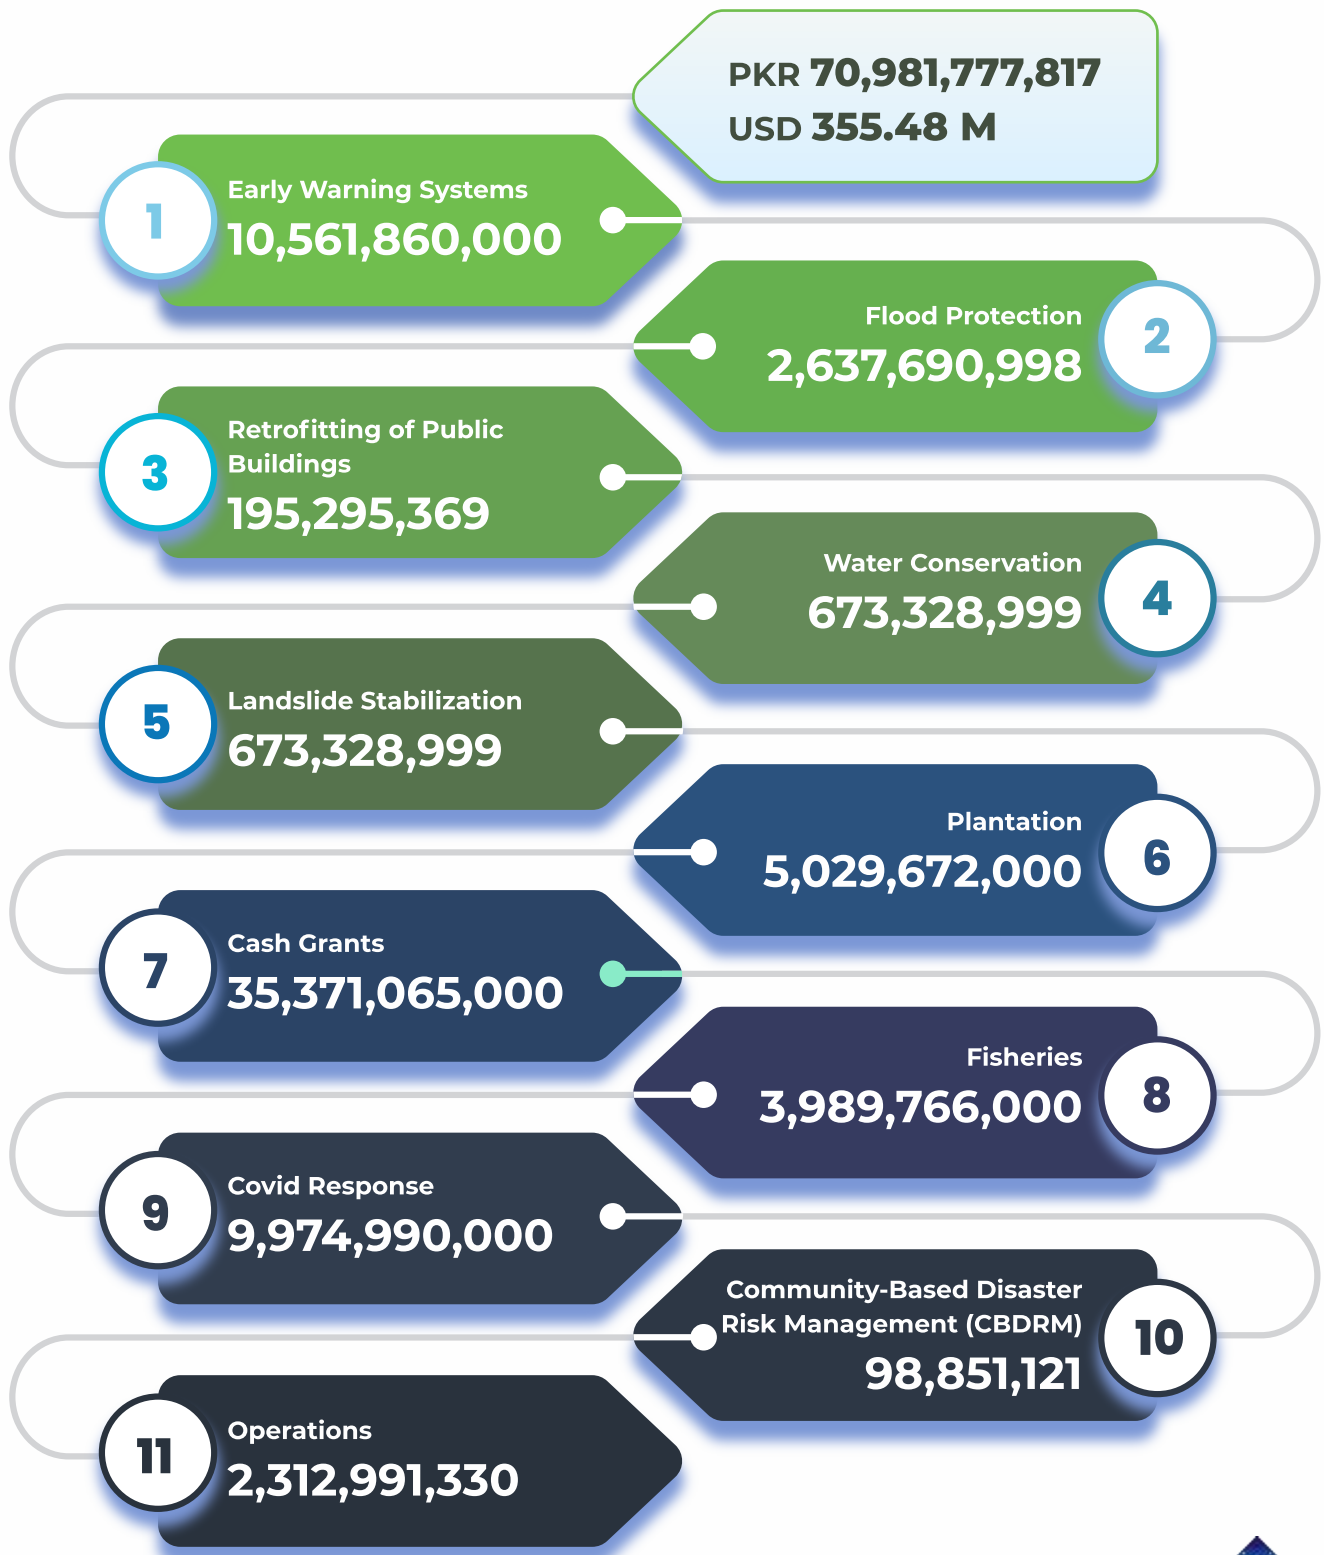 PKR 70,981,777,817
USD 355.48 M
1
Early Warning Systems
10,561,860,000
2
Flood Protection
2,637,690,998
3
Retrofitting of Public
Buildings
195,295,369
4
Water Conservation
673,328,999
5
Landslide Stabilization
673,328,999
6
Plantation
5,029,672,000
7
Cash Grants
35,371,065,000
8
Fisheries
3,989,766,000
9
Covid Response
9,974,990,000
10
Community-Based Disaster
Risk Management (CBDRM)
98,851,121
11
Operations
2,312,991,330